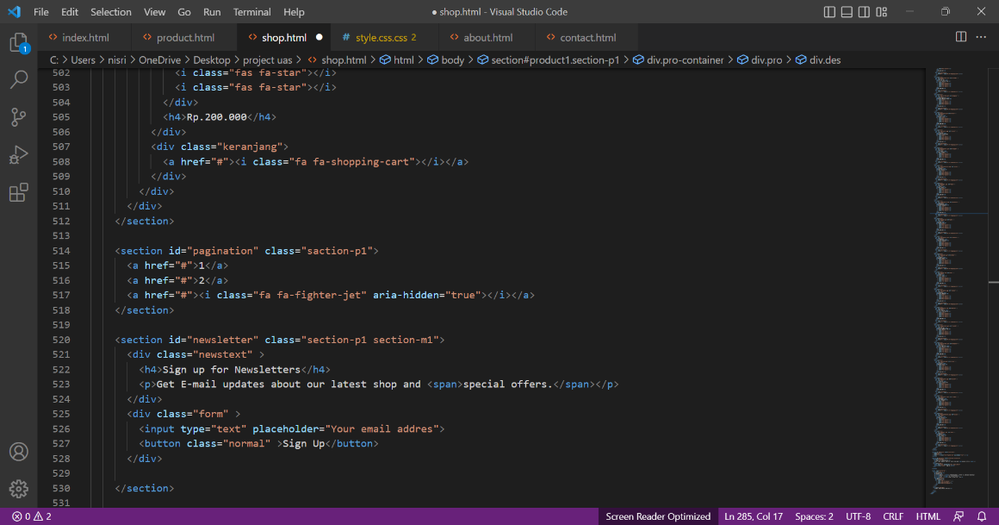 File Edit Selection View Go Run Terminal Help ● shop.html - Visual Studio Code
index.html product.html shop.html ● # style.css.css 2 about.html contact.html
C: > Users > nisri > OneDrive > Desktop > project uas > shop.html > html > body > section#product1.section-p1 > div.pro-container > div.pro > div.des
1
502 <i class="fas fa-star"></i>
503 <i class="fas fa-star"></i>
504 </div>
505 <h4>Rp.200.000</h4>
506 </div>
507 <div class="keranjang">
508 <a href="#"><i class="fa fa-shopping-cart"></i></a>
509 </div>
510 </div>
511 </div>
512 </section>
513
514 <section id="pagination" class="saction-p1">
515 <a href="#">1</a>
516 <a href="#">2</a>
517 <a href="#"><i class="fa fa-fighter-jet" aria-hidden="true"></i></a>
518 </section>
519
520 <section id="newsletter" class="section-p1 section-m1">
521 <div class="newstext" >
522 <h4>Sign up for Newsletters</h4>
523 <p>Get E-mail updates about our latest shop and <span>special offers.</span></p>
524 </div>
525 <div class="form" >
526 <input type="text" placeholder="Your email addres">
527 <button class="normal" >Sign Up</button>
528 </div>
529
530 </section>
531
0 2 Screen Reader Optimized Ln 285, Col 17 Spaces: 2 UTF-8 CRLF HTML